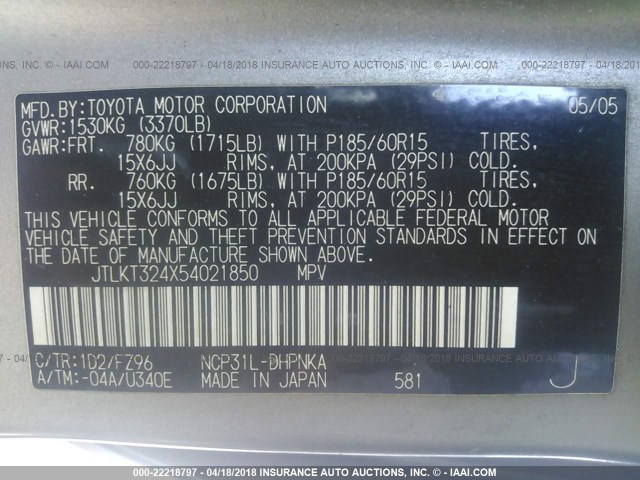 AUTO AUCTIONS, INC. © - IAAI.COM 000-22218797 - 04/18/2018 INSURANCE AUTO AUCTIONS, INC. © - IAAI.COM 000-22218797 - 04/18/2018
MFD.BY:TOYOTA MOTOR CORPORATION 05/05
GVWR:1530KG (3370LB)
GAWR:FRT. 780KG (1715LB) WITH P185/60R15 TIRES,
15X6JJ RIMS, AT 200KPA (29PSI) COLD.
RR. 760KG (1675LB) WITH P185/60R15 TIRES,
15X6JJ RIMS, AT 200KPA (29PSI) COLD.
THIS VEHICLE CONFORMS TO ALL APPLICABLE FEDERAL MOTOR
VEHICLE SAFETY AND THEFT PREVENTION STANDARDS IN EFFECT ON
THE DATE OF MANUFACTURE SHOWN ABOVE.
JTLKT324X54021850 MPV
C/TR:1D2/FZ96 NCP31L-DHPNKA
A/TM:-04A/U340E MADE IN JAPAN 581 J
000-22218797 - 04/18/2018 INSURANCE AUTO AUCTIONS, INC. © - IAAI.COM